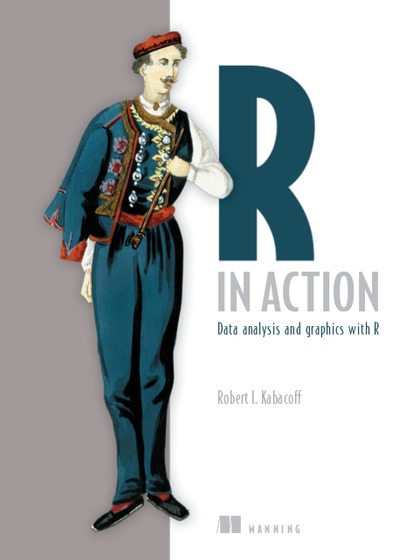 R
IN ACTION
Data analysis and graphics with R
Robert I. Kabacoff
MANNING